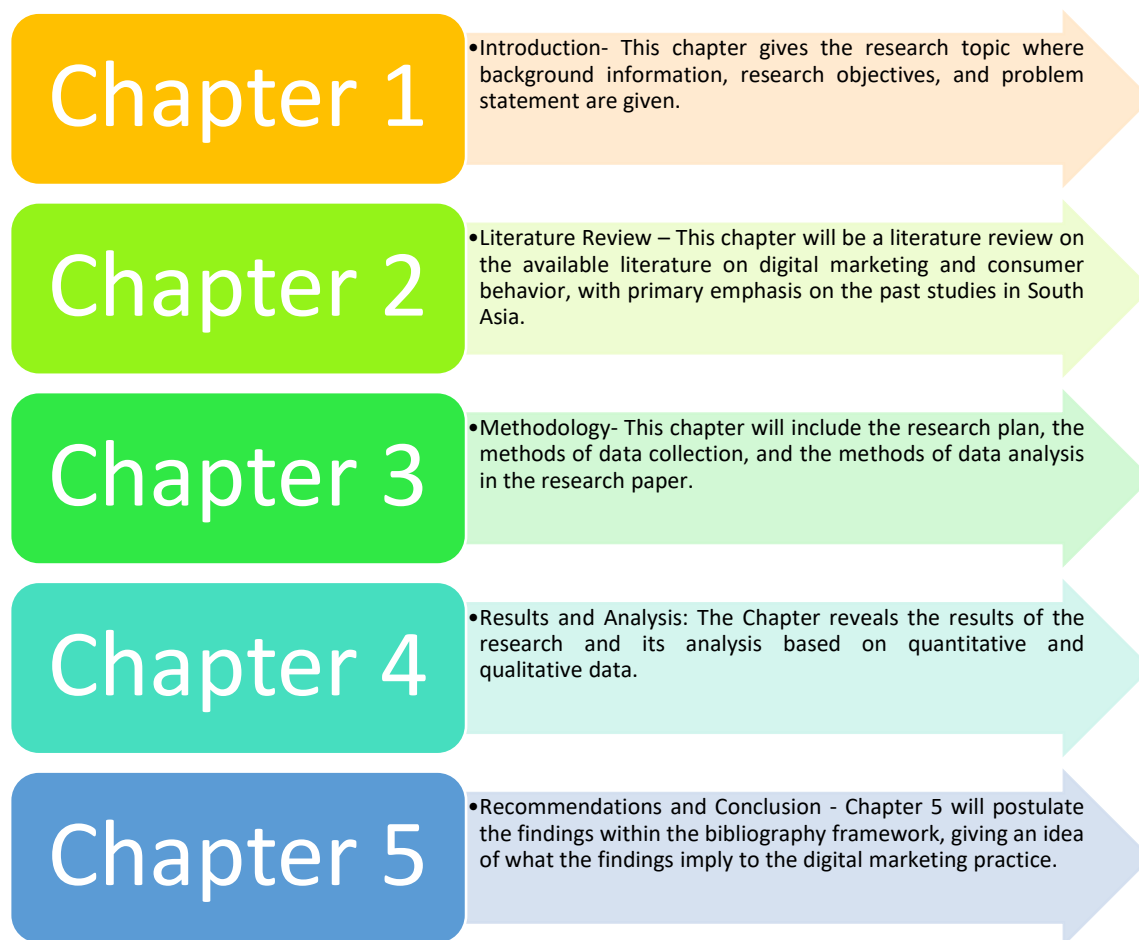 Chapter 1
•Introduction- This chapter gives the research topic where
background information, research objectives, and problem
statement are given.
Chapter 2
•Literature Review – This chapter will be a literature review on
the available literature on digital marketing and consumer
behavior, with primary emphasis on the past studies in South
Asia.
Chapter 3
•Methodology- This chapter will include the research plan, the
methods of data collection, and the methods of data analysis
in the research paper.
Chapter 4
•Results and Analysis: The Chapter reveals the results of the
research and its analysis based on quantitative and
qualitative data.
Chapter 5
•Recommendations and Conclusion - Chapter 5 will postulate
the findings within the bibliography framework, giving an idea
of what the findings imply to the digital marketing practice.